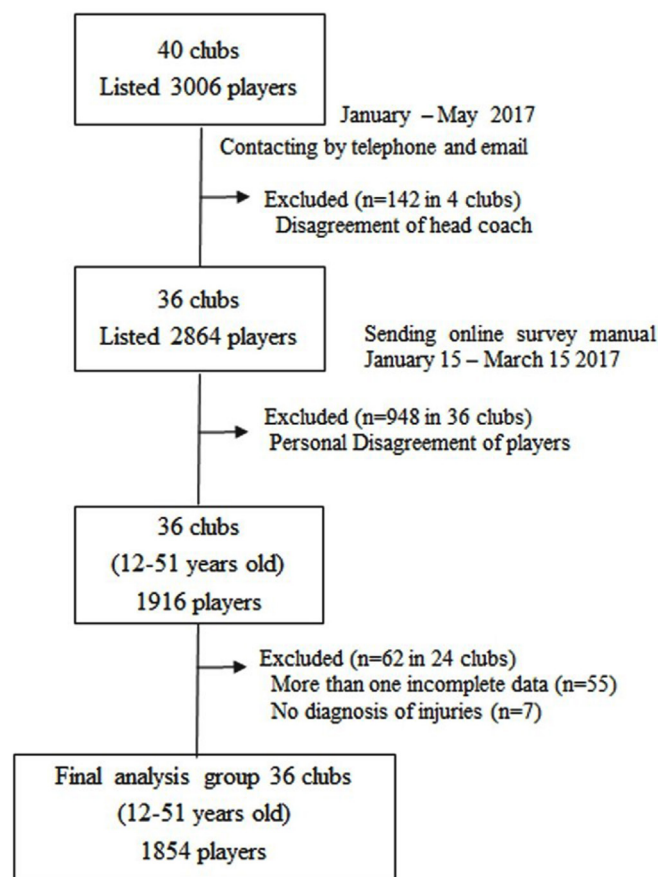 40 clubs
Listed 3006 players
January – May 2017
Contacting by telephone and email
Excluded (n=142 in 4 clubs)
Disagreement of head coach
36 clubs
Listed 2864 players
Sending online survey manual
January 15 – March 15 2017
Excluded (n=948 in 36 clubs)
Personal Disagreement of players
36 clubs
(12-51 years old)
1916 players
Excluded (n=62 in 24 clubs)
More than one incomplete data (n=55)
No diagnosis of injuries (n=7)
Final analysis group 36 clubs
(12-51 years old)
1854 players